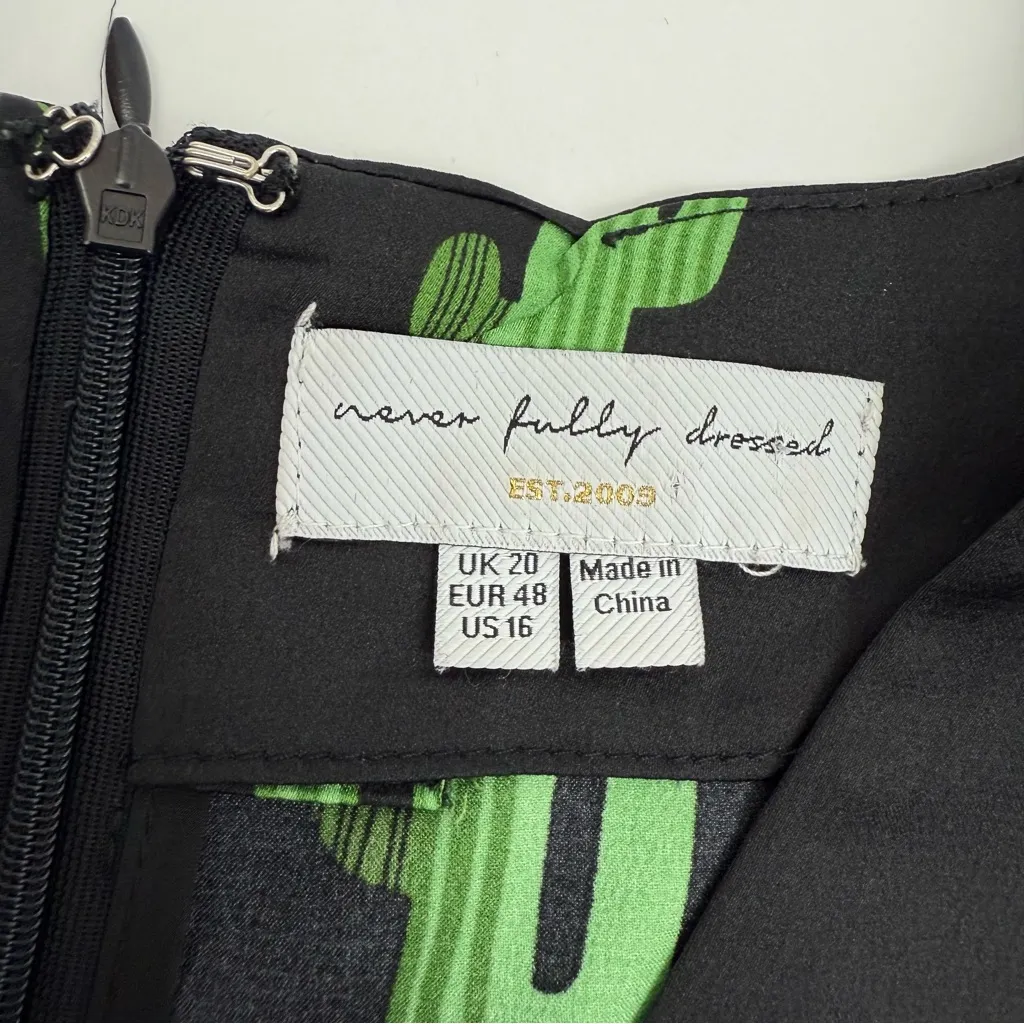 KDK
never fully dressed
EST.2009
UK 20
EUR 48
US 16
Made in
China